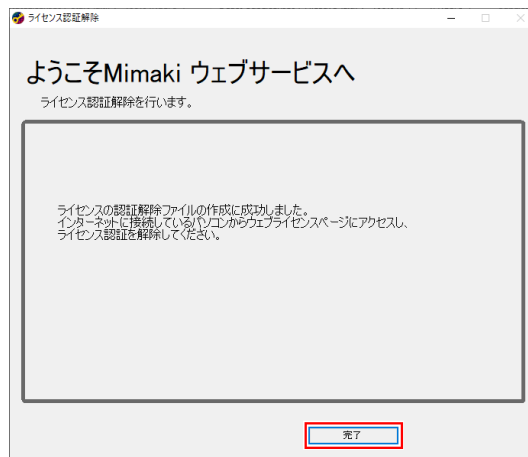 ライセンス認証解除
ようこそMimaki ウェブサービスへ
ライセンス認証解除を行います。
ライセンスの認証解除ファイルの作成に成功しました。
インターネットに接続しているパソコンからウェブライセンスページにアクセスし、
ライセンス認証を解除してください。
完了